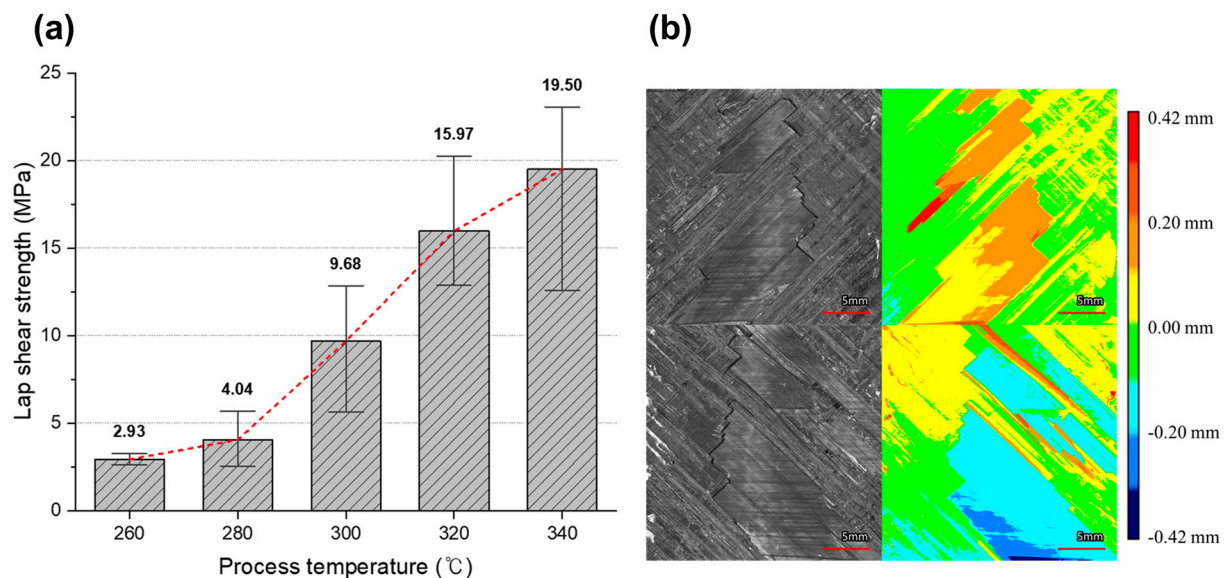 (a)
(b)
25
20
15
10
5
0
Lap shear strength (MPa)
2.93
4.04
9.68
15.97
19.50
260
280
300
320
340
Process temperature (℃)
5mm
5mm
5mm
5mm
0.42 mm
0.20 mm
0.00 mm
-0.20 mm
-0.42 mm